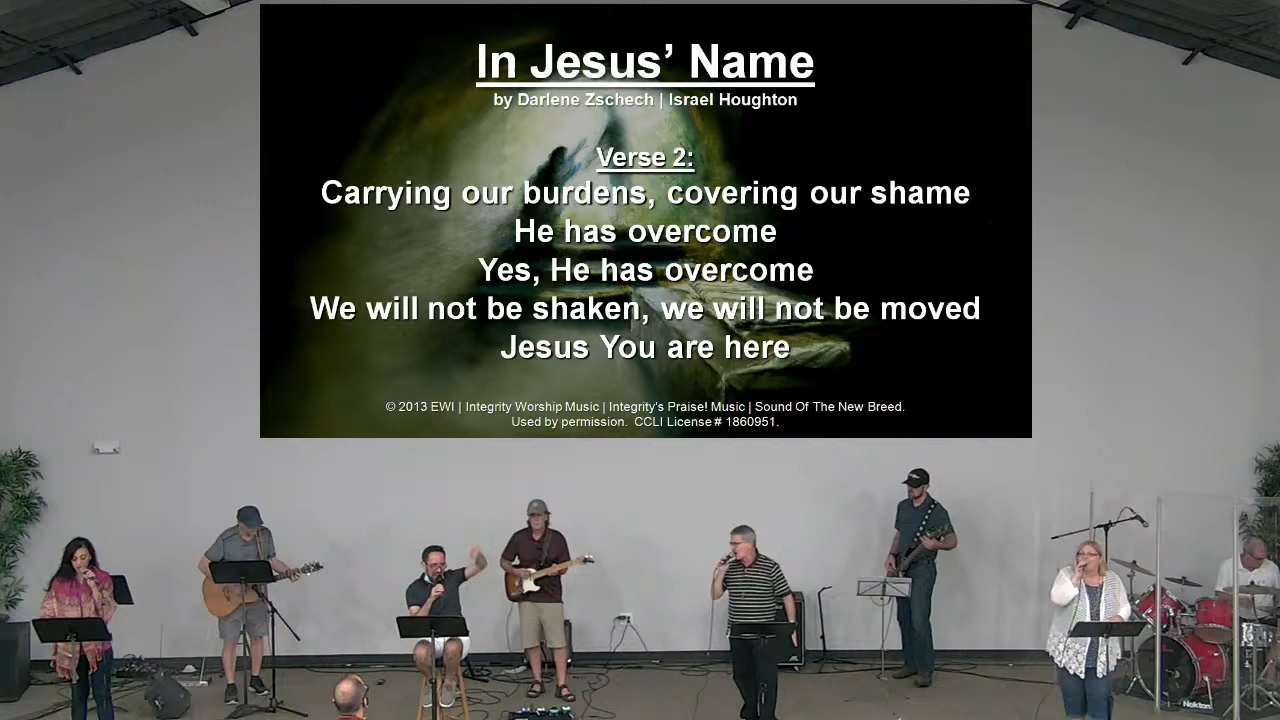 In Jesus’ Name
by Darlene Zschech | Israel Houghton
Verse 2:
Carrying our burdens, covering our shame
He has overcome
Yes, He has overcome
We will not be shaken, we will not be moved
Jesus You are here
© 2013 EWI | Integrity Worship Music | Integrity's Praise! Music | Sound Of The New Breed.
Used by permission.  CCLI License # 1860951.